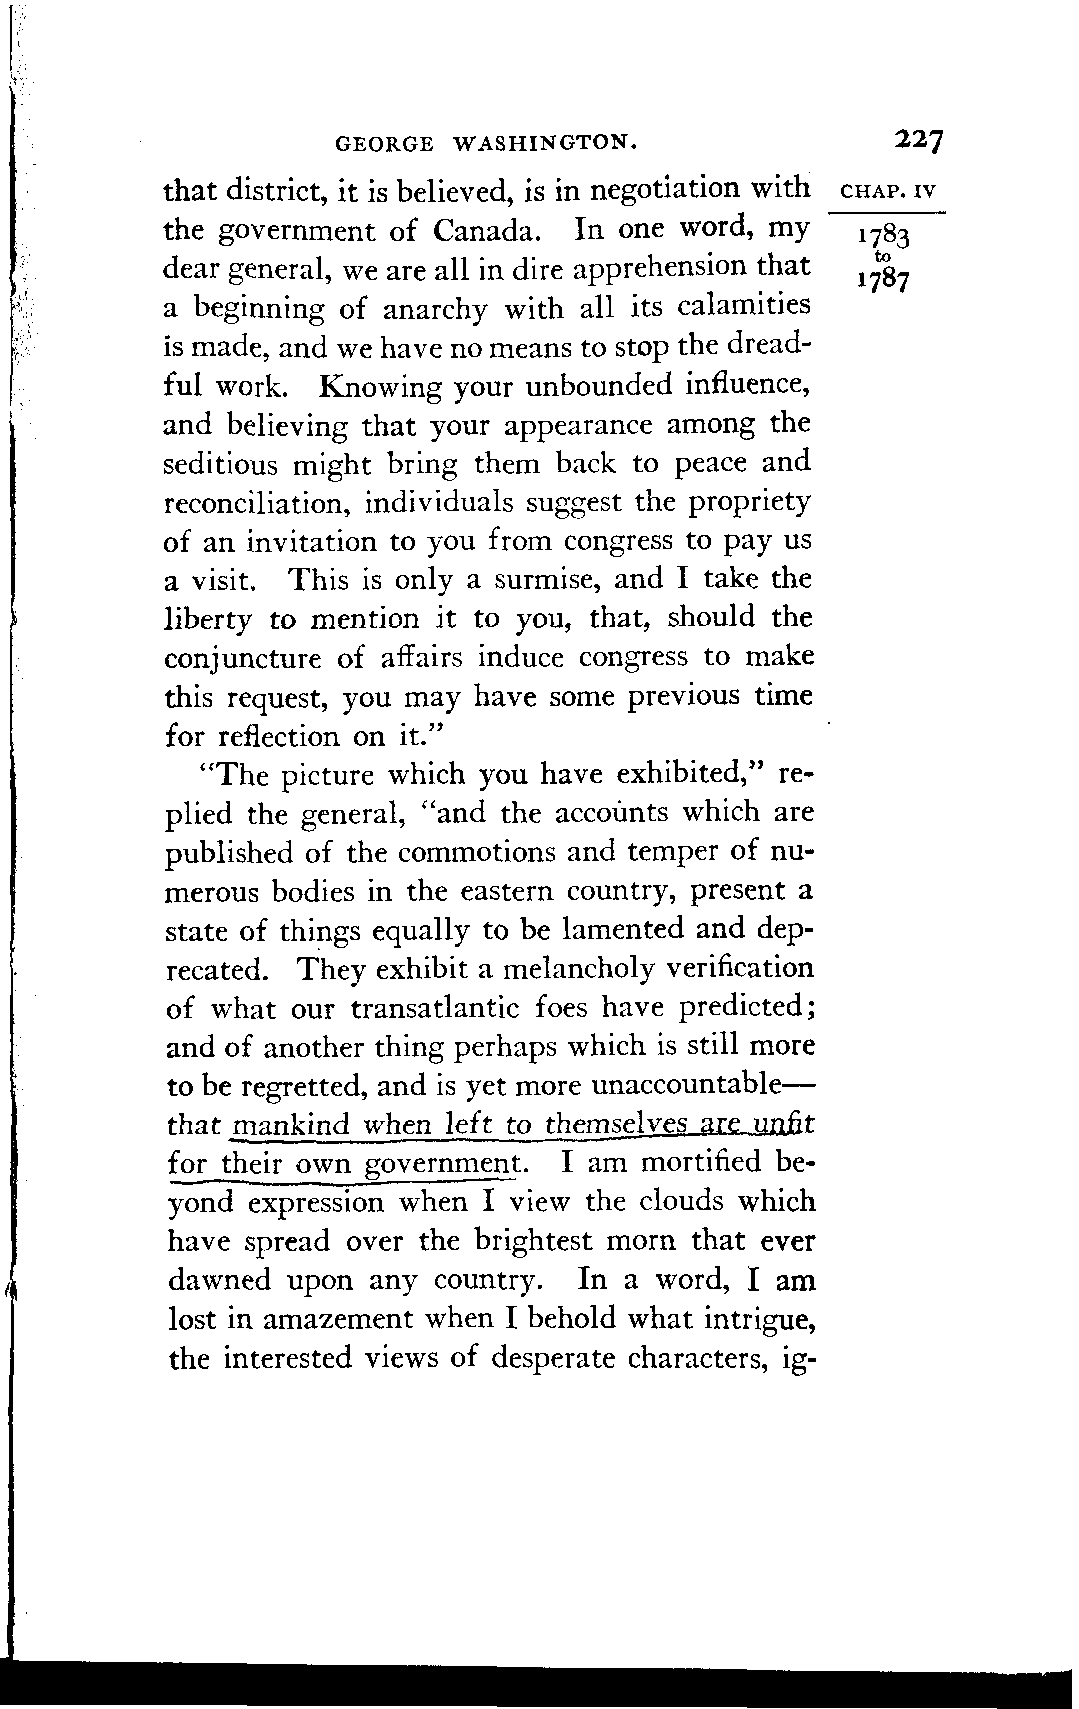 GEORGE WASHINGTON. 227
that district, it is believed, is in negotiation with
the government of Canada. In one word, my
dear general, we are all in dire apprehension that
a beginning of anarchy with all its calamities
is made, and we have no means to stop the dread-
ful work. Knowing your unbounded influence,
and believing that your appearance among the
seditious might bring them back to peace and
reconciliation, individuals suggest the propriety
of an invitation to you from congress to pay us
a visit. This is only a surmise, and I take the
liberty to mention it to you, that, should the
conjuncture of affairs induce congress to make
this request, you may have some previous time
for reflection on it.”
“The picture which you have exhibited,” re-
plied the general, “and the accounts which are
published of the commotions and temper of nu-
merous bodies in the eastern country, present a
state of things equally to be lamented and dep-
recated. They exhibit a melancholy verification
of what our transatlantic foes have predicted;
and of another thing perhaps which is still more
to be regretted, and is yet more unaccountable—
that mankind when left to themselves are unfit
for their own government. I am mortified be-
yond expression when I view the clouds which
have spread over the brightest morn that ever
dawned upon any country. In a word, I am
lost in amazement when I behold what intrigue,
the interested views of desperate characters, ig-
CHAP. IV
1783
to
1787